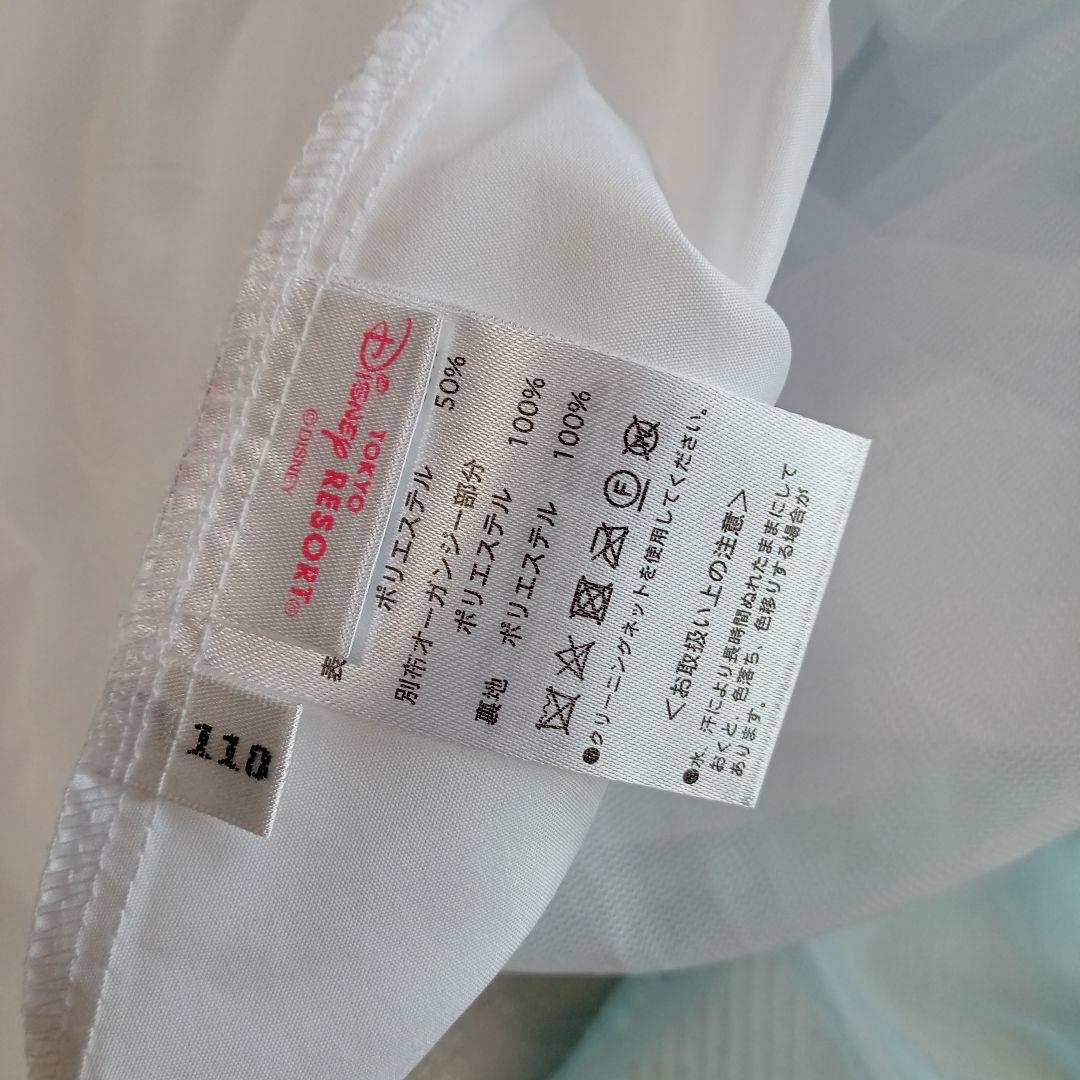 TOKYO
DISNEY RESORT®
©DISNEY
表
ポリエステル 50%
別布オーガンジー部分
ポリエステル 100%
裏地 ポリエステル 100%
F
●クリーニングネットを使用してください。
<お取扱い上の注意>
●水、汗により長時間ぬれたままにして
おくと、色落ち、色移りする場合が
あります。
110